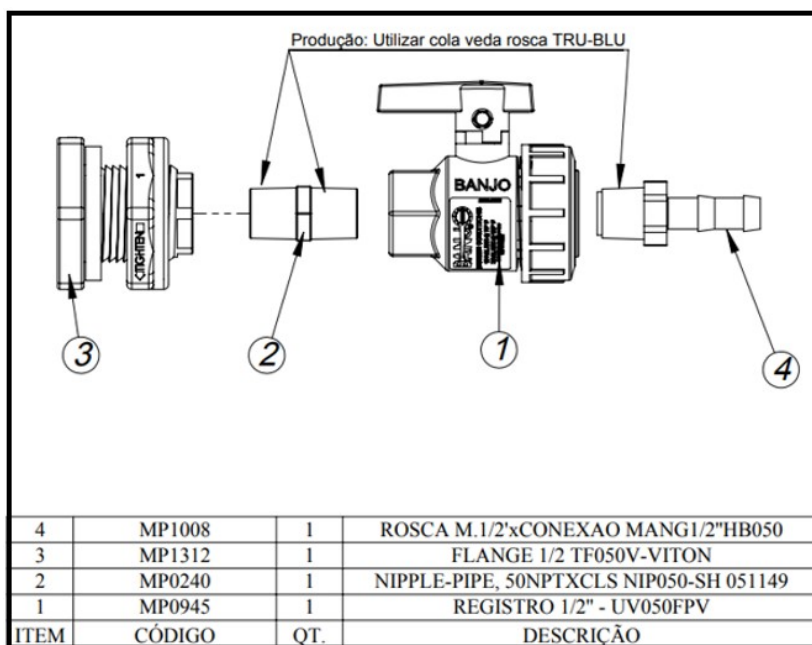 Produção: Utilizar cola veda rosca TRU-BLU
1
<TIGHTEN
BANJO
3
2
1
4
4 MP1008 1 ROSCA M.1/2'xCONEXAO MANG1/2"HB050
3 MP1312 1 FLANGE 1/2 TF050V-VITON
2 MP0240 1 NIPPLE-PIPE, 50NPTXCLS NIP050-SH 051149
1 MP0945 1 REGISTRO 1/2" - UV050FPV
ITEM CÓDIGO QT. DESCRIÇÃO